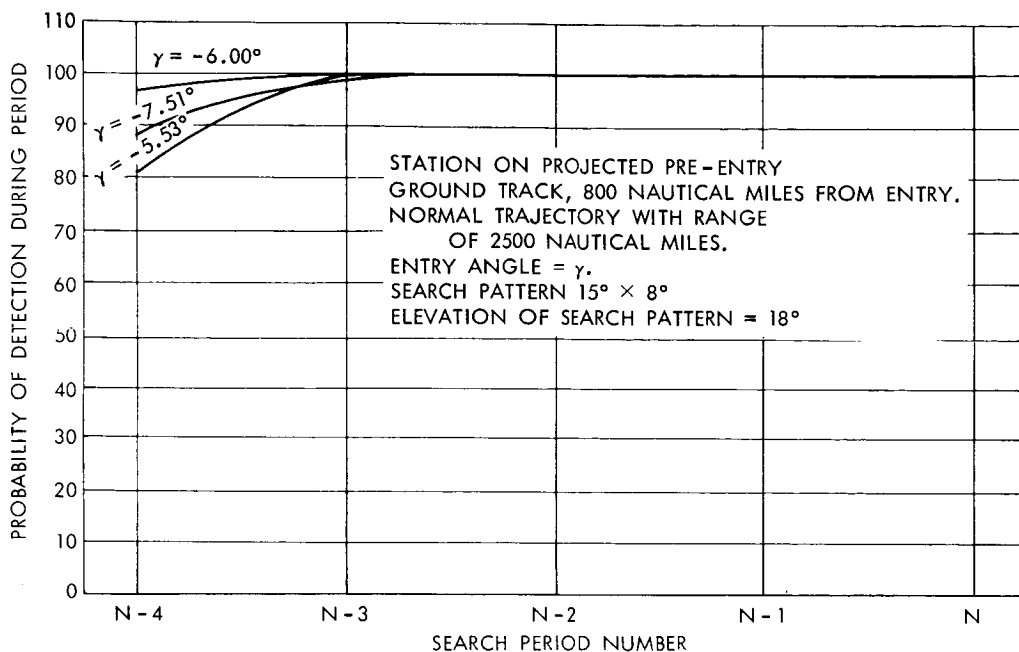 PROBABILITY OF DETECTION DURING PERIOD
110
100
90
80
70
60
50
40
30
20
10
0
γ = -6.00°
γ = -7.51°
γ = -5.53°
STATION ON PROJECTED PRE-ENTRY
GROUND TRACK, 800 NAUTICAL MILES FROM ENTRY.
NORMAL TRAJECTORY WITH RANGE
OF 2500 NAUTICAL MILES.
ENTRY ANGLE = γ.
SEARCH PATTERN 15° × 8°
ELEVATION OF SEARCH PATTERN = 18°
N-4 N-3 N-2 N-1 N
SEARCH PERIOD NUMBER